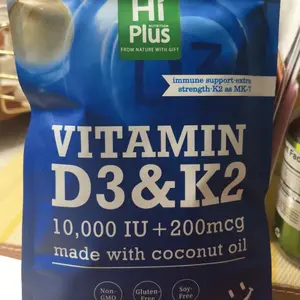 Hi
Plus
FROM NATURE WITH GIFT
immune support·extra
strength·K2 as MK-7
VITAMIN
D3&K2
10,000 IU + 200mcg
made with coconut oil
Non-
GMO
Gluten-
Free
Soy-
Free